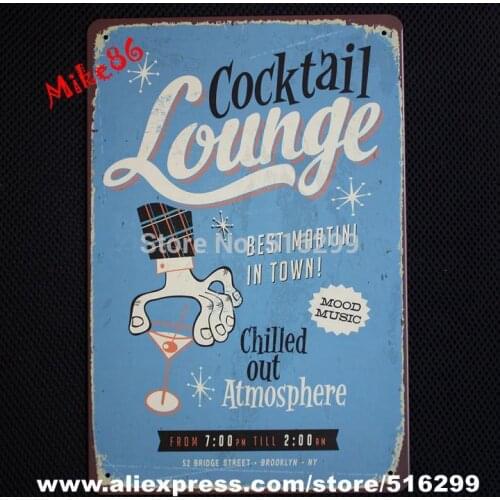 Mike86
Cocktail
Lounge
Store No.: 516299
BEST MARTINI
IN TOWN!
MOOD
MUSIC
Chilled
out
Atmosphere
FROM 7:00PM TILL 2:00AM
52 BRIDGE STREET - BROOKLYN - NY
www.aliexpress.com/store/516299